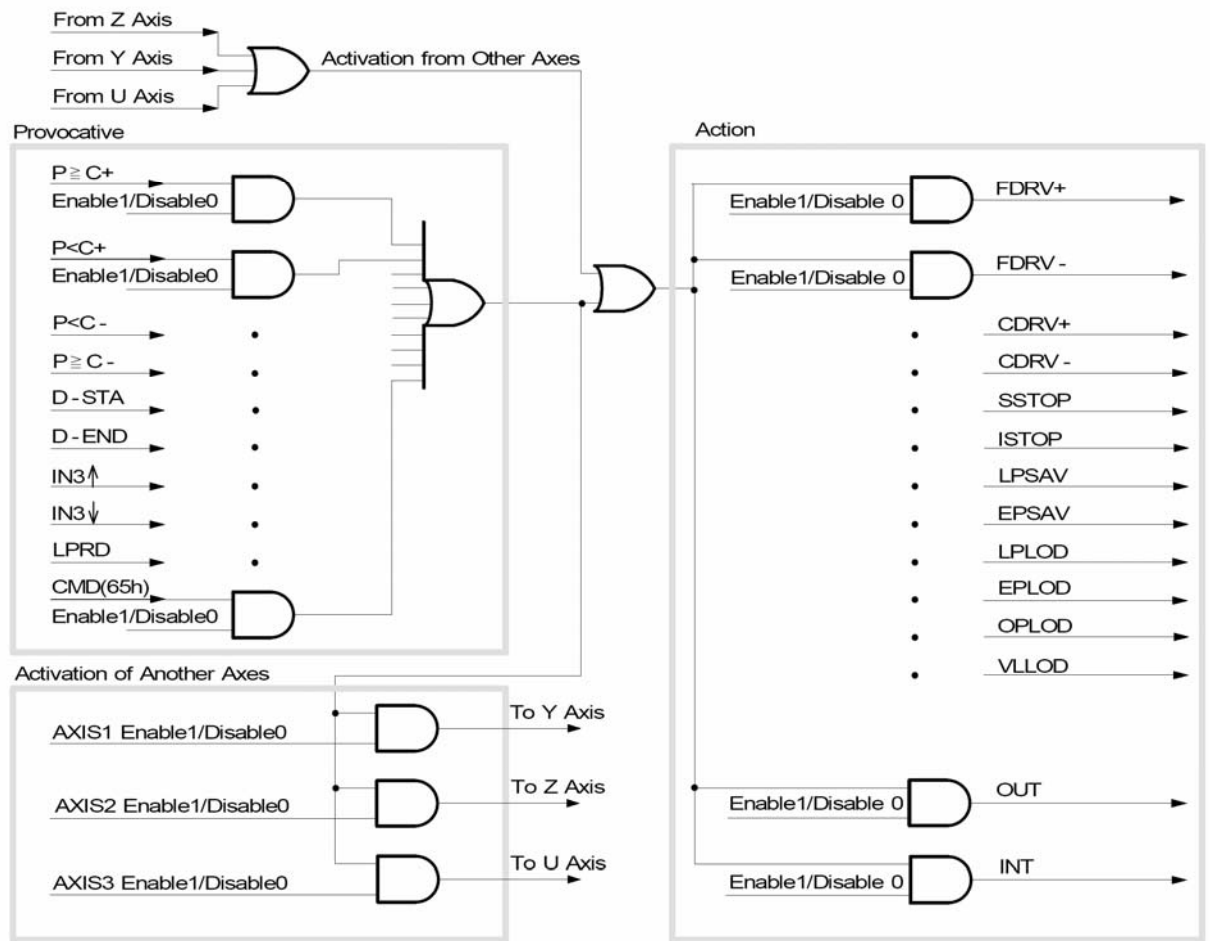 From Z Axis
From Y Axis
From U Axis
Activation from Other Axes
Provocative
P≧C+
Enable1/Disable0
P<C+
Enable1/Disable0
P<C-
P≧C-
D-STA
D-END
IN3↑
IN3↓
LPRD
CMD(65h)
Enable1/Disable0
Activation of Another Axes
AXIS1 Enable1/Disable0
To Y Axis
AXIS2 Enable1/Disable0
To Z Axis
AXIS3 Enable1/Disable0
To U Axis
Action
Enable1/Disable 0
FDRV+
Enable1/Disable 0
FDRV-
CDRV+
CDRV-
SSTOP
ISTOP
LPSAV
EPSAV
LPLOD
EPLOD
OPLOD
VLLOD
Enable1/Disable 0
OUT
Enable1/Disable 0
INT